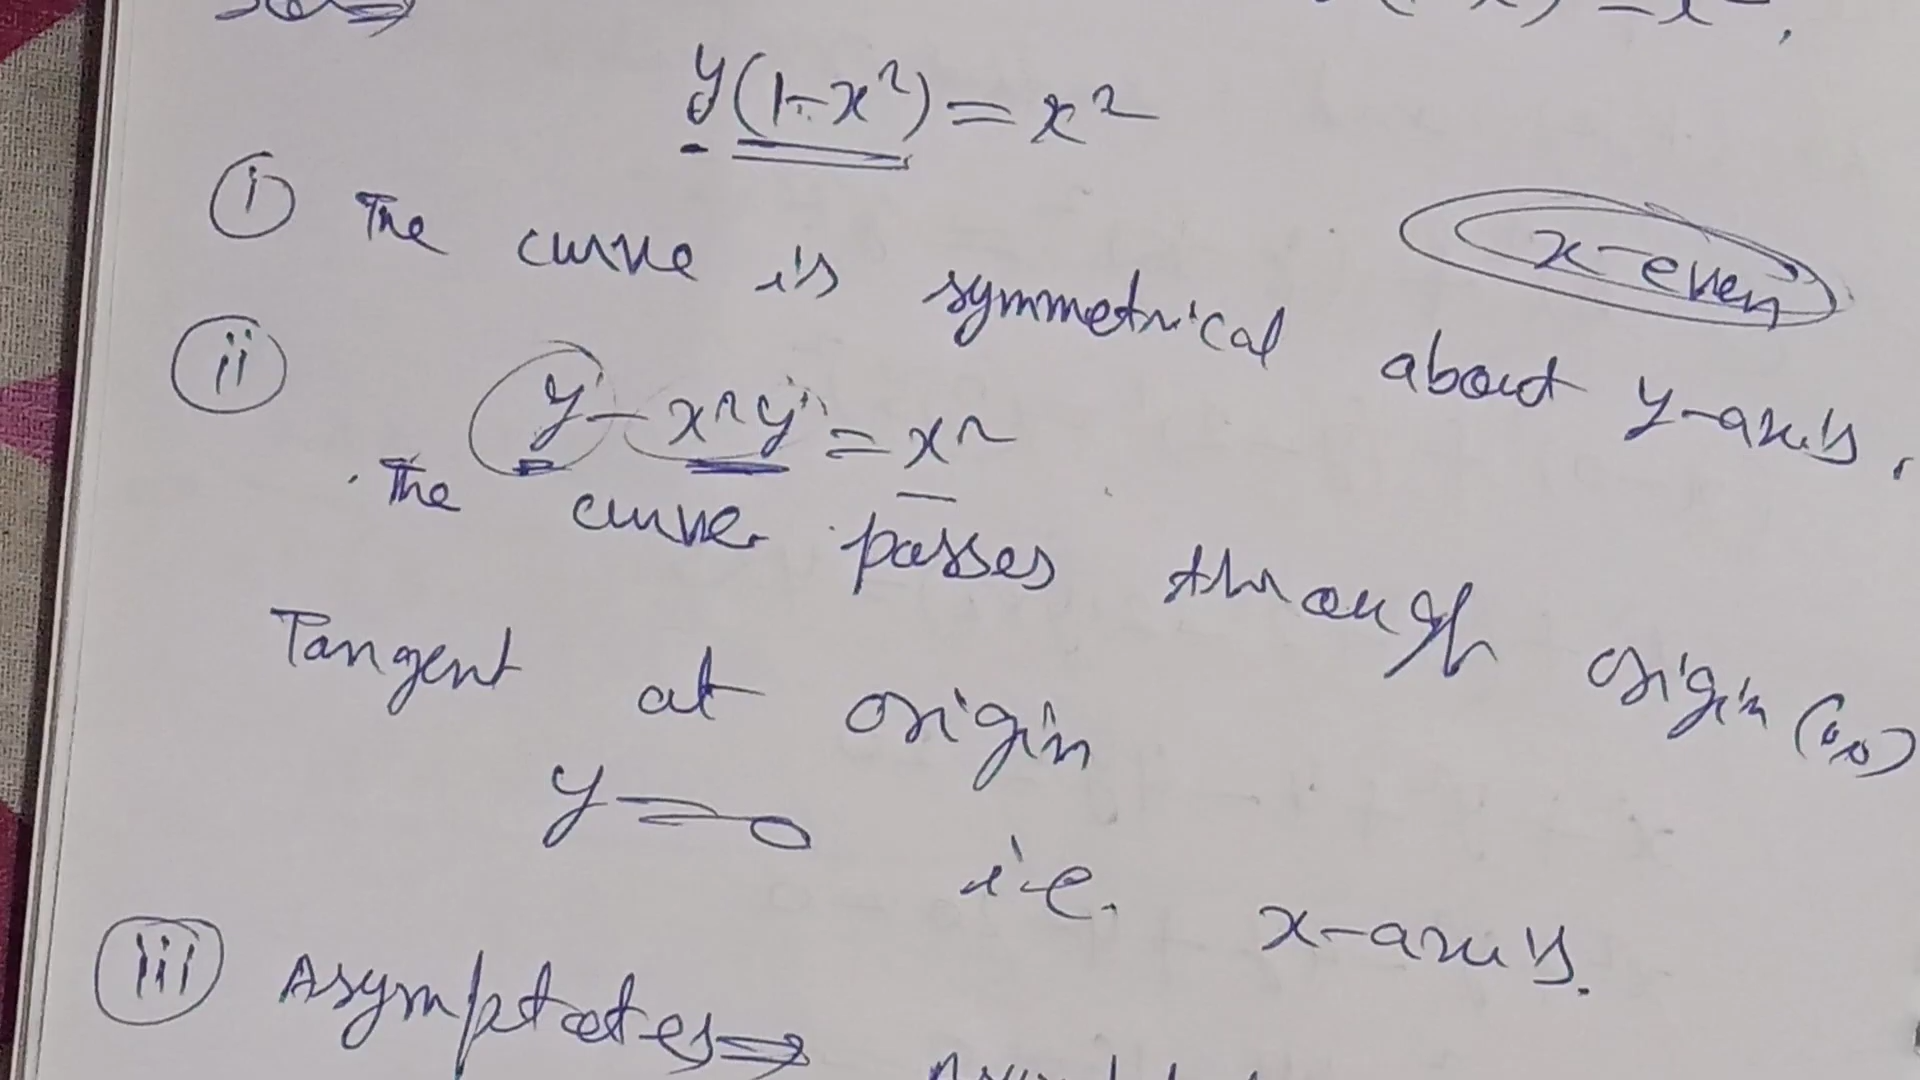 y(1-x²) = x²
i The curve is symmetrical about y-axis.
x-even
ii y - x²y = x²
The curve passes through origin (0,0)
Tangent at origin
y = 0 i.e. x-axis.
iii Asymptotes ⇒